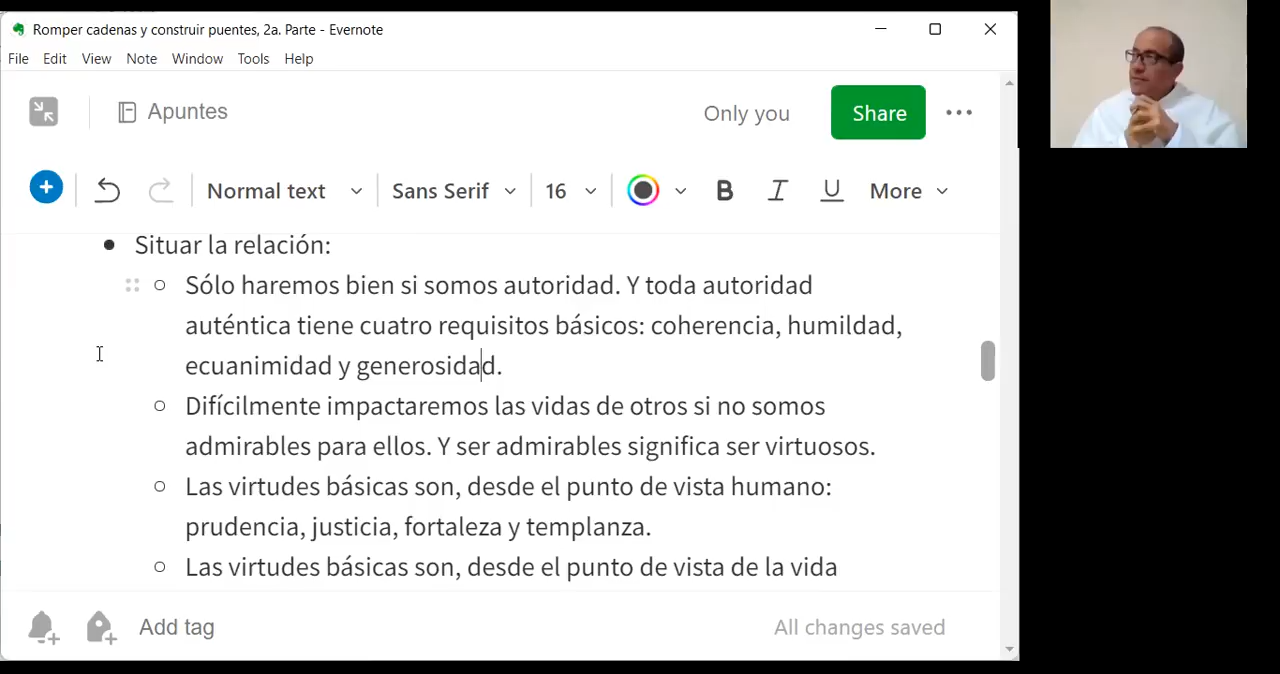 Romper cadenas y construir puentes, 2a. Parte - Evernote
File Edit View Note Window Tools Help
Apuntes
Only you
Share
Normal text
Sans Serif
16
B I U
More
Situar la relación:
Sólo haremos bien si somos autoridad. Y toda autoridad
auténtica tiene cuatro requisitos básicos: coherencia, humildad,
ecuanimidad y generosidad.
Difícilmente impactaremos las vidas de otros si no somos
admirables para ellos. Y ser admirables significa ser virtuosos.
Las virtudes básicas son, desde el punto de vista humano:
prudencia, justicia, fortaleza y templanza.
Las virtudes básicas son, desde el punto de vista de la vida
Add tag
All changes saved